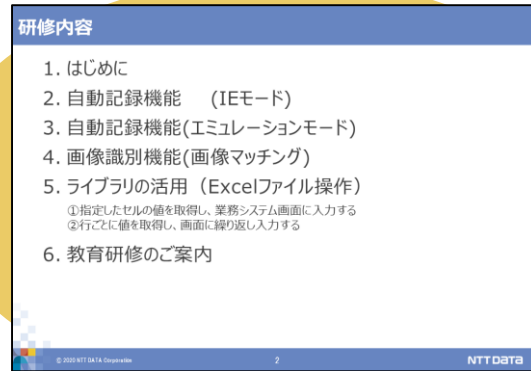 研修内容
1. はじめに
2. 自動記録機能　(IEモード)
3. 自動記録機能(エミュレーションモード)
4. 画像識別機能(画像マッチング)
5. ライブラリの活用（Excelファイル操作）
①指定したセルの値を取得し、業務システム画面に入力する
②行ごとに値を取得し、画面に繰り返し入力する
6. 教育研修のご案内
© 2020 NTT DATA Corporation
2
NTT DATA